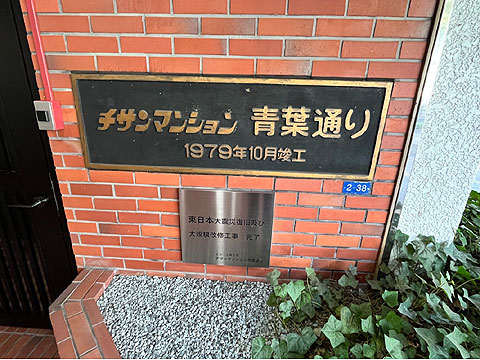 チサンマンション 青葉通り
1979年10月竣工
2-38
東日本大震災復旧及び
大規模改修工事 完了